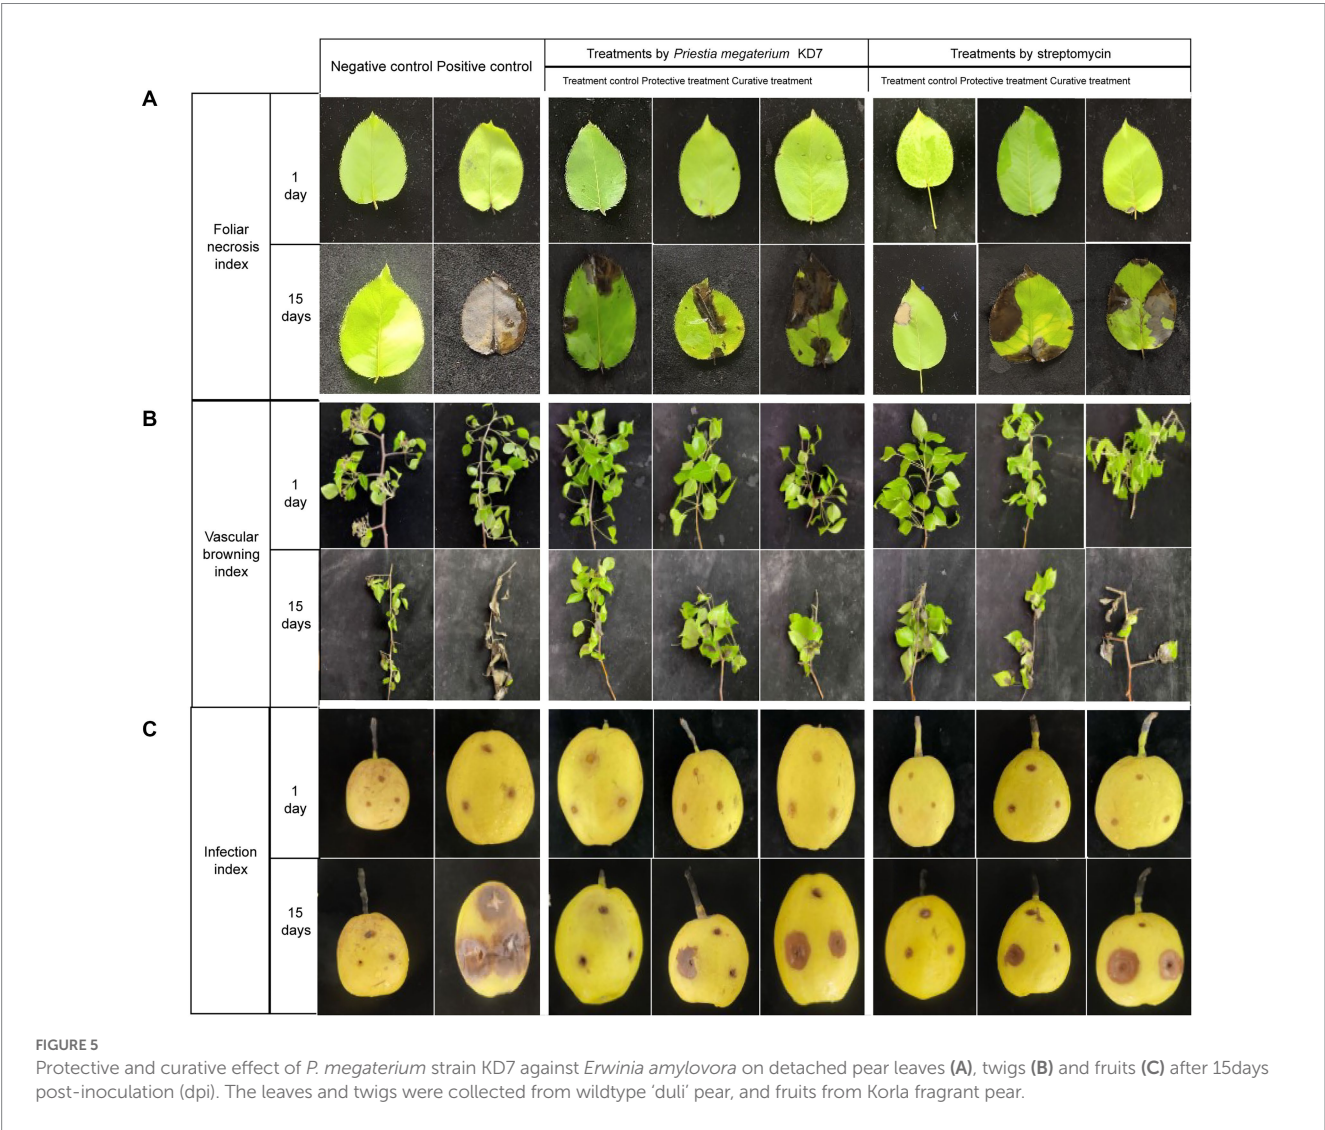 Negative control Positive control
Treatments by Priestia megaterium KD7
Treatments by streptomycin
Treatment control Protective treatment Curative treatment
Treatment control Protective treatment Curative treatment
A
Foliar
necrosis
index
1
day
15
days
B
Vascular
browning
index
1
day
15
days
C
Infection
index
1
day
15
days
FIGURE 5
Protective and curative effect of P. megaterium strain KD7 against Erwinia amylovora on detached pear leaves (A), twigs (B) and fruits (C) after 15days
post-inoculation (dpi). The leaves and twigs were collected from wildtype ‘duli’ pear, and fruits from Korla fragrant pear.